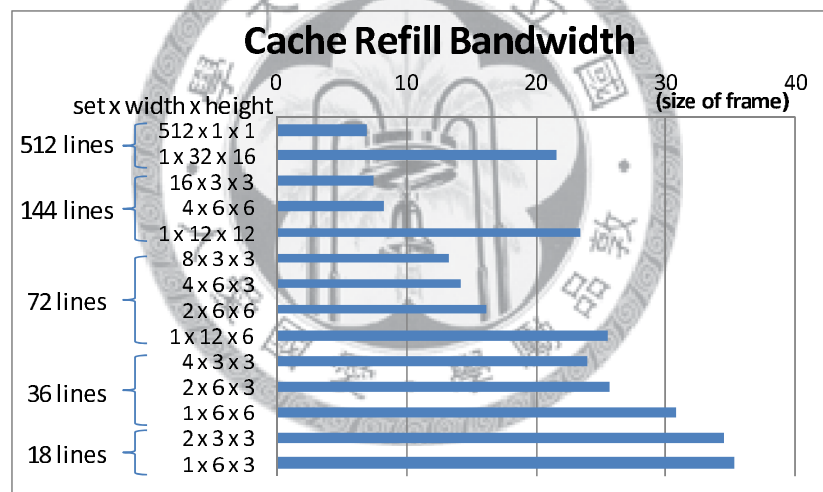 Cache Refill Bandwidth
0 10 20 30 40
(size of frame)
set x width x height
512 lines
512 x 1 x 1
1 x 32 x 16
144 lines
16 x 3 x 3
4 x 6 x 6
1 x 12 x 12
72 lines
8 x 3 x 3
4 x 6 x 3
2 x 6 x 6
1 x 12 x 6
36 lines
4 x 3 x 3
2 x 6 x 3
1 x 6 x 6
18 lines
2 x 3 x 3
1 x 6 x 3